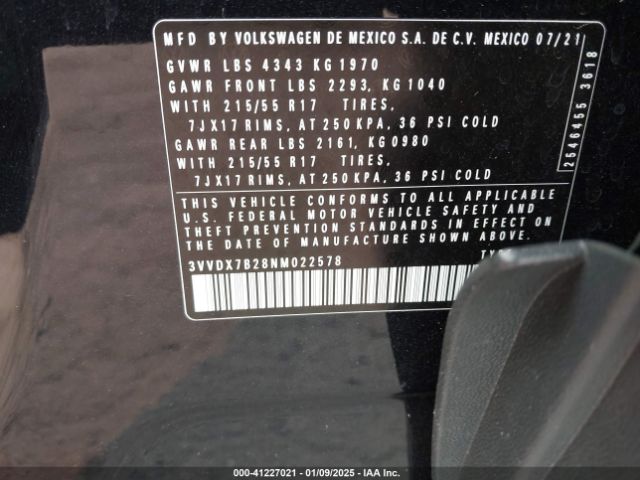 MFD BY VOLKSWAGEN DE MEXICO S.A. DE C.V. MEXICO 07/21
GVWR LBS 4343 KG 1970
GAWR FRONT LBS 2293, KG 1040
WITH 215/55 R17 TIRES,
7JX17 RIMS, AT 250 KPA, 36 PSI COLD
GAWR REAR LBS 2161, KG 0980
WITH 215/55 R17 TIRES,
7JX17 RIMS, AT 250 KPA, 36 PSI COLD
2546455 3618
THIS VEHICLE CONFORMS TO ALL APPLICABLE
U.S. FEDERAL MOTOR VEHICLE SAFETY AND
THEFT PREVENTION STANDARDS IN EFFECT
ON THE DATE OF MANUFACTURE SHOWN ABOVE.
3VVDX7B28NM022578
000-41227021 | 01/09/2025 | IAA Inc.